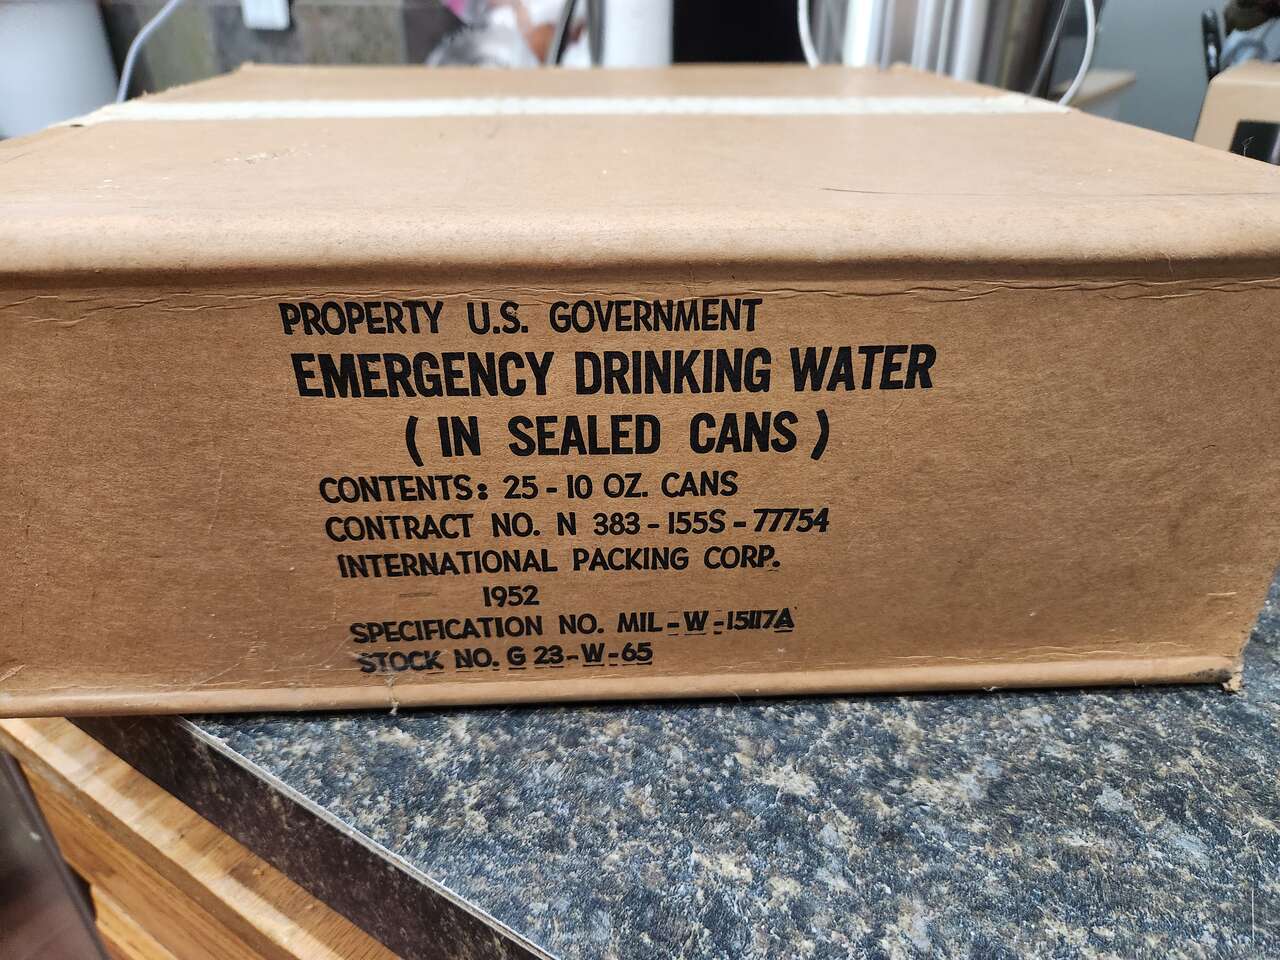 PROPERTY U.S. GOVERNMENT
EMERGENCY DRINKING WATER
( IN SEALED CANS )
CONTENTS: 25 - 10 OZ. CANS
CONTRACT NO. N 383 - 155S - 77754
INTERNATIONAL PACKING CORP.
1952
SPECIFICATION NO. MIL - W - 15117A
STOCK NO. G 23 - W - 65